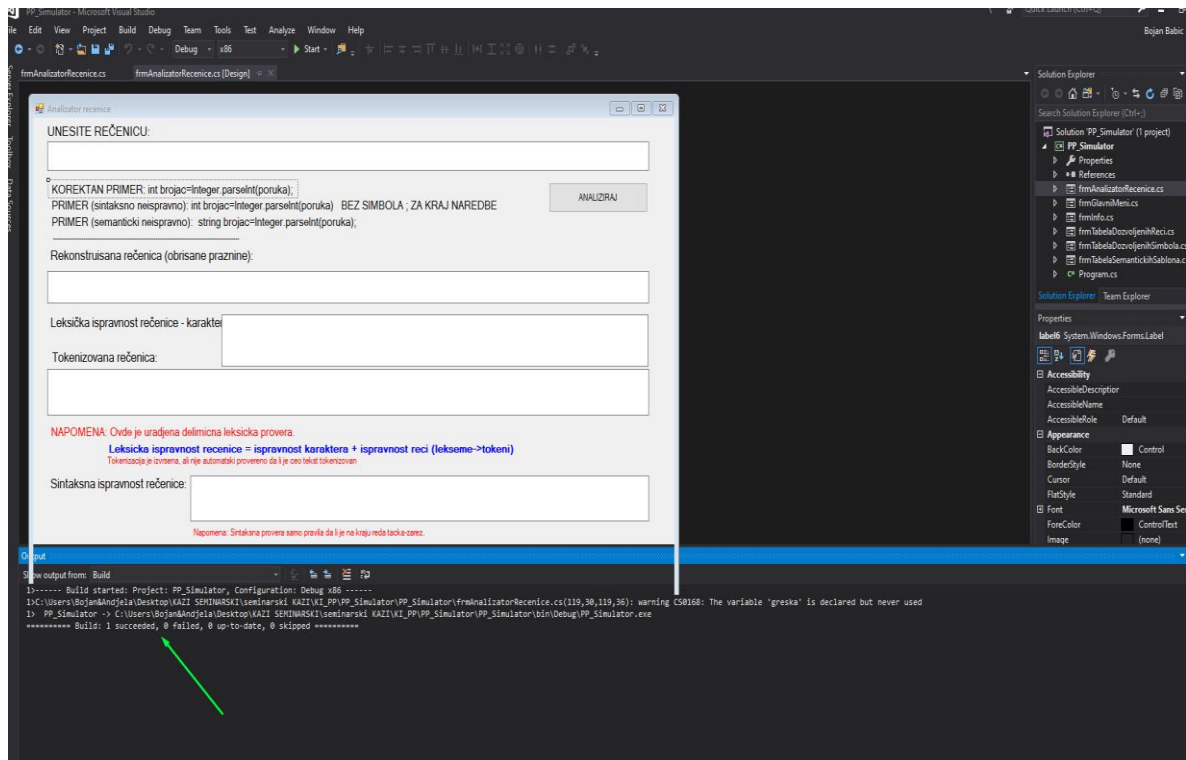 PP_Simulator - Microsoft Visual Studio
Quick Launch (Ctrl+Q)
File Edit View Project Build Debug Team Tools Test Analyze Window Help
Bojan Babic
Debug x86 Start
Server Explorer Toolbox Data Sources
frmAnalizatorRecenice.cs frmAnalizatorRecenice.cs [Design]
Analizator recenice
UNESITE REČENICU:
KOREKTAN PRIMER: int brojac=Integer.parseInt(poruka);
PRIMER (sintaksno neispravno): int brojac=Integer.parseInt(poruka) BEZ SIMBOLA ; ZA KRAJ NAREDBE
PRIMER (semanticki neispravno): string brojac=Integer.parseInt(poruka);
ANALIZIRAJ
Rekonstruisana rečenica (obrisane praznine):
Leksička ispravnost rečenice - karakter
Tokenizovana rečenica:
NAPOMENA: Ovde je uradjena delimicna leksicka provera.
Leksicka ispravnost recenice = ispravnost karaktera + ispravnost reci (lekseme->tokeni)
Tokenizacija je izvrsena, ali nije automatski provereno da li je ceo tekst tokenizovan
Sintaksna ispravnost rečenice:
Napomena: Sintaksna provera samo pravila da li je na kraju reda tacka-zarez.
Solution Explorer
Search Solution Explorer (Ctrl+;)
Solution 'PP_Simulator' (1 project)
PP_Simulator
Properties
References
frmAnalizatorRecenice.cs
frmGlavniMeni.cs
frmInfo.cs
frmTabelaDozvoljenihReci.cs
frmTabelaDozvoljenihSimbola.cs
frmTabelaSemantickihSablona.c
Program.cs
Solution Explorer Team Explorer
Properties
label6 System.Windows.Forms.Label
Accessibility
AccessibleDescription
AccessibleName
AccessibleRole Default
Appearance
BackColor Control
BorderStyle None
Cursor Default
FlatStyle Standard
Font Microsoft Sans Ser
ForeColor ControlText
Image (none)
Output
Show output from: Build
1>------ Build started: Project: PP_Simulator, Configuration: Debug x86 ------
1>C:\Users\Bojan&Andjela\Desktop\KAZI SEMINARSKI\seminarski KAZI\KI_PP\PP_Simulator\PP_Simulator\frmAnalizatorRecenice.cs(119,30,119,36): warning CS0168: The variable 'greska' is declared but never used
1> PP_Simulator -> C:\Users\Bojan&Andjela\Desktop\KAZI SEMINARSKI\seminarski KAZI\KI_PP\PP_Simulator\PP_Simulator\bin\Debug\PP_Simulator.exe
========== Build: 1 succeeded, 0 failed, 0 up-to-date, 0 skipped ==========